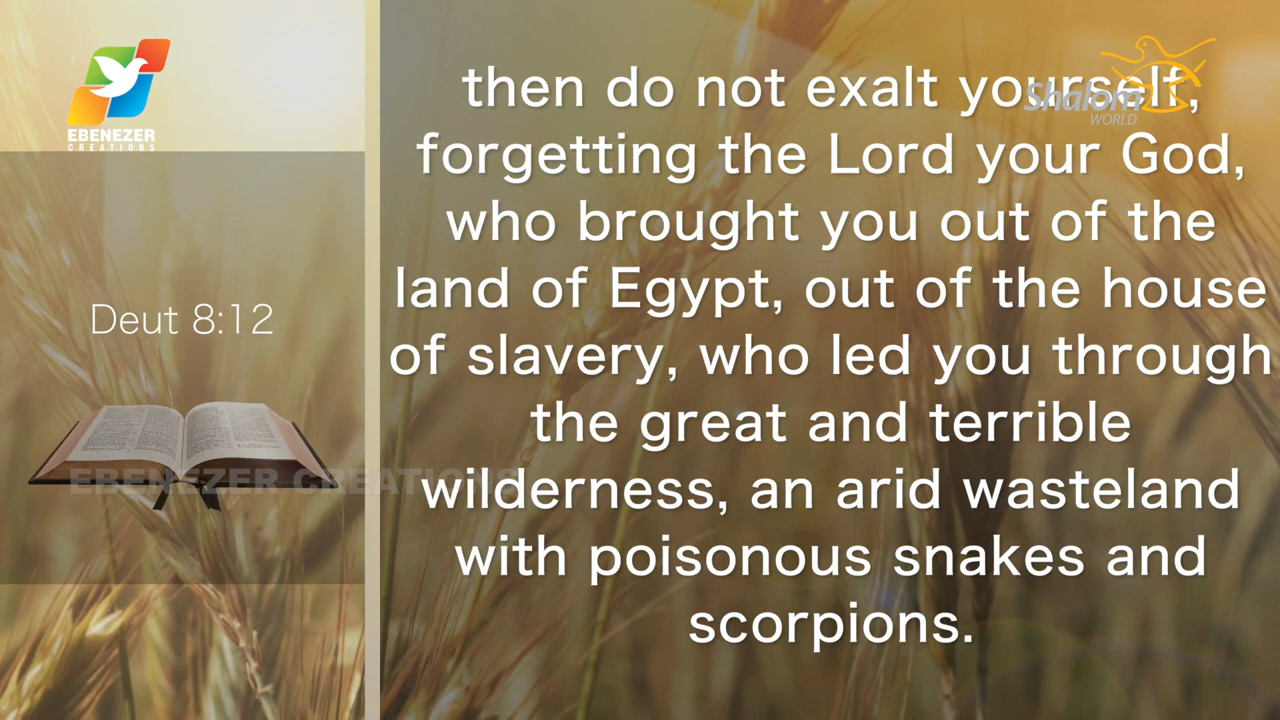 EBENEZER
CREATIONS
Deut 8:12
EBENEZER CREATIONS
then do not exalt yourself,
forgetting the Lord your God,
who brought you out of the
land of Egypt, out of the house
of slavery, who led you through
the great and terrible
wilderness, an arid wasteland
with poisonous snakes and
scorpions.
Shalom
WORLD